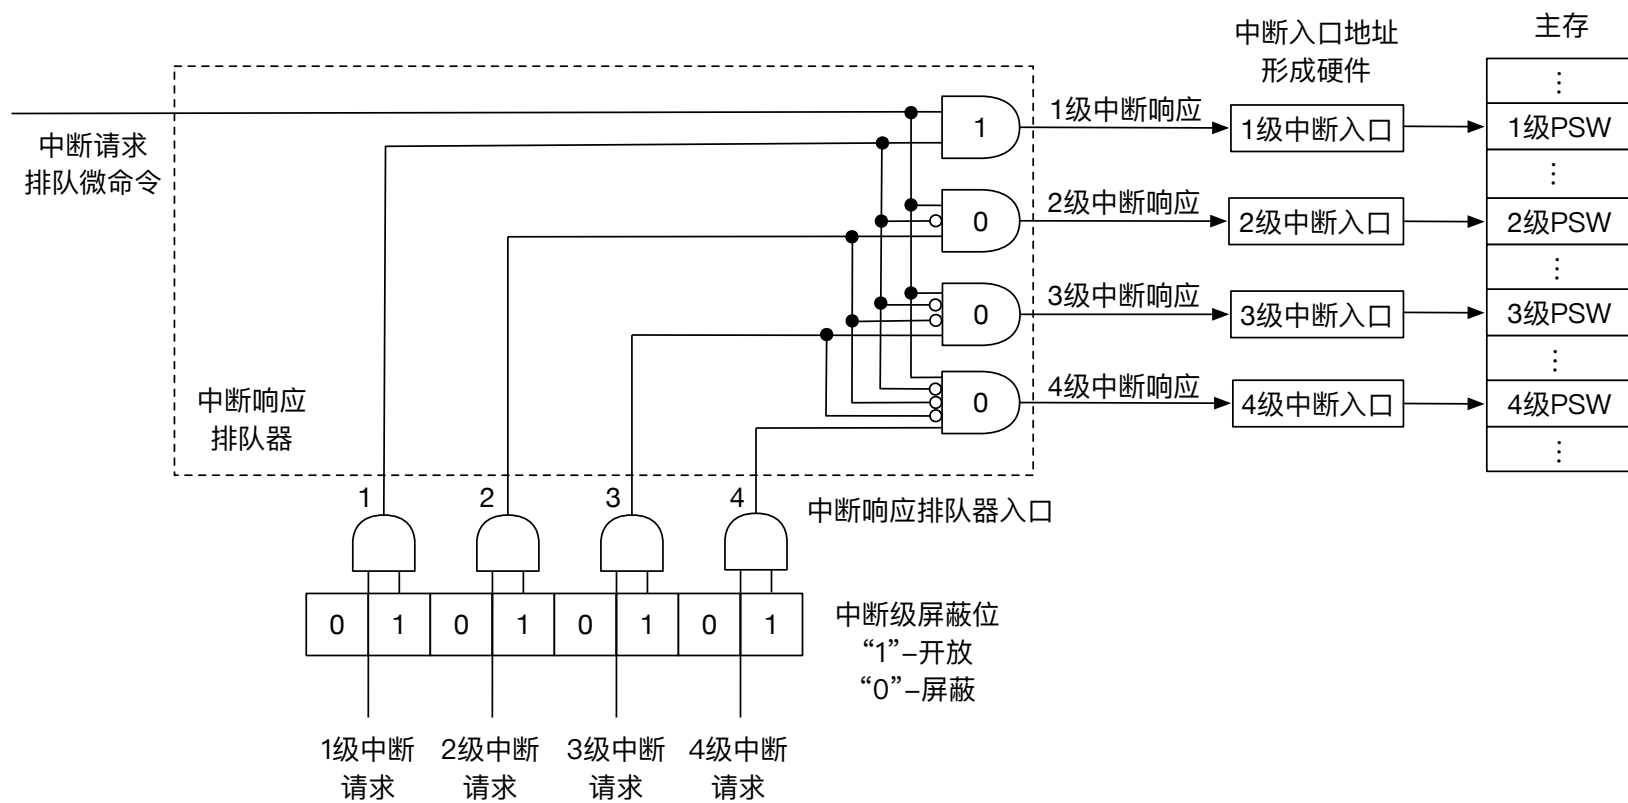 主存
中断入口地址
形成硬件
⋮
中断请求
排队微命令
1
1级中断响应
1级中断入口
1级PSW
⋮
0
2级中断响应
2级中断入口
2级PSW
⋮
0
3级中断响应
3级中断入口
3级PSW
⋮
中断响应
排队器
0
4级中断响应
4级中断入口
4级PSW
⋮
1 2 3 4
中断响应排队器入口
0 1 0 1 0 1 0 1
中断级屏蔽位
“1”–开放
“0”–屏蔽
1级中断
请求
2级中断
请求
3级中断
请求
4级中断
请求